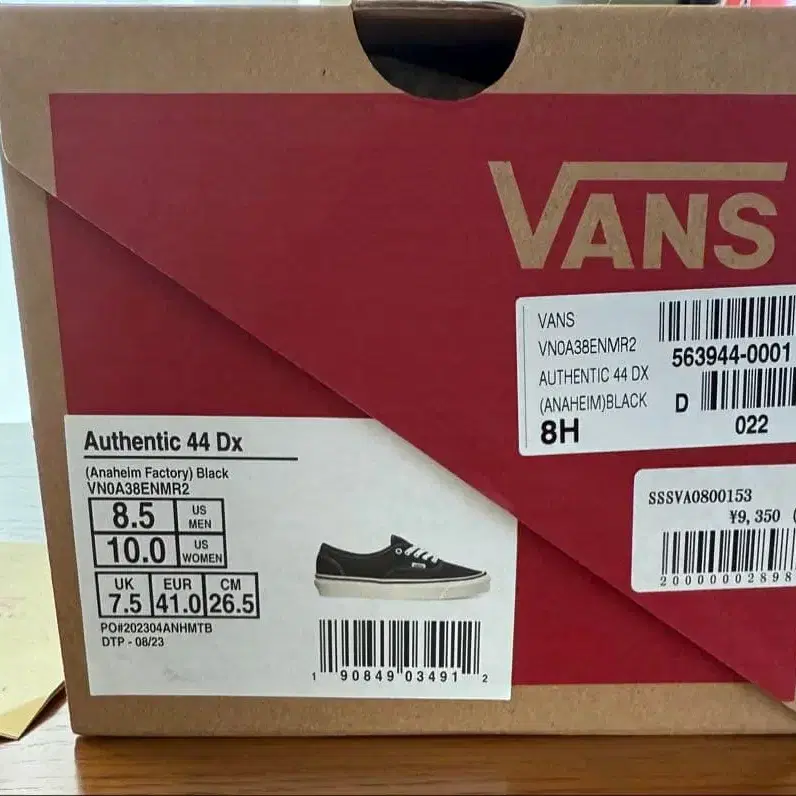 VANS
VANS
VN0A38ENMR2
563944-0001
AUTHENTIC 44 DX
(ANAHEIM)BLACK
D
8H
022
SSSVA0800153
¥9,350 (
20000002898
Authentic 44 Dx
(Anaheim Factory) Black
VN0A38ENMR2
8.5 US MEN
10.0 US WOMEN
UK EUR CM
7.5 41.0 26.5
PO#202304ANHMTB
DTP - 08/23
1 90849 03491 2